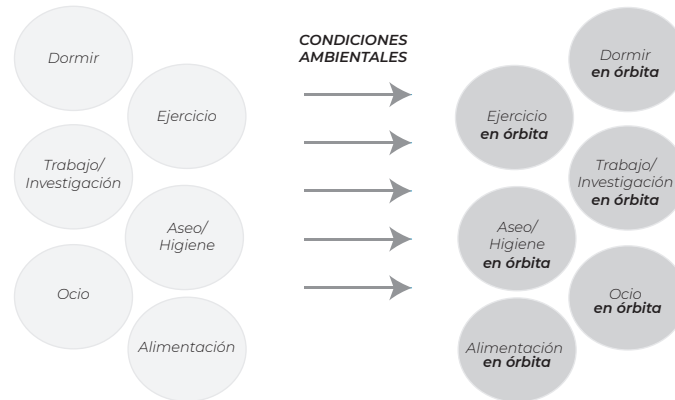 Dormir
Ejercicio
Trabajo/
Investigación
Aseo/
Higiene
Ocio
Alimentación
CONDICIONES
AMBIENTALES
Dormir
en órbita
Ejercicio
en órbita
Trabajo/
Investigación
en órbita
Aseo/
Higiene
en órbita
Ocio
en órbita
Alimentación
en órbita